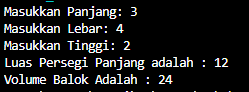 Masukkan Panjang: 3
Masukkan Lebar: 4
Masukkan Tinggi: 2
Luas Persegi Panjang adalah : 12
Volume Balok Adalah : 24